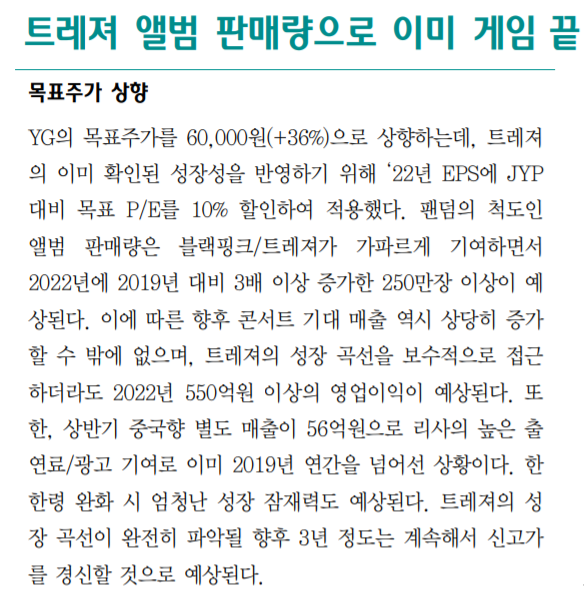 트레져 앨범 판매량으로 이미 게임 끝
목표주가 상향
YG의 목표주가를 60,000원(+36%)으로 상향하는데, 트레져
의 이미 확인된 성장성을 반영하기 위해 ‘22년 EPS에 JYP
대비 목표 P/E를 10% 할인하여 적용했다. 팬덤의 척도인
앨범 판매량은 블랙핑크/트레져가 가파르게 기여하면서
2022년에 2019년 대비 3배 이상 증가한 250만장 이상이 예
상된다. 이에 따른 향후 콘서트 기대 매출 역시 상당히 증가
할 수 밖에 없으며, 트레져의 성장 곡선을 보수적으로 접근
하더라도 2022년 550억원 이상의 영업이익이 예상된다. 또
한, 상반기 중국향 별도 매출이 56억원으로 리사의 높은 출
연료/광고 기여로 이미 2019년 연간을 넘어선 상황이다. 한
한령 완화 시 엄청난 성장 잠재력도 예상된다. 트레져의 성
장 곡선이 완전히 파악될 향후 3년 정도는 계속해서 신고가
를 경신할 것으로 예상된다.